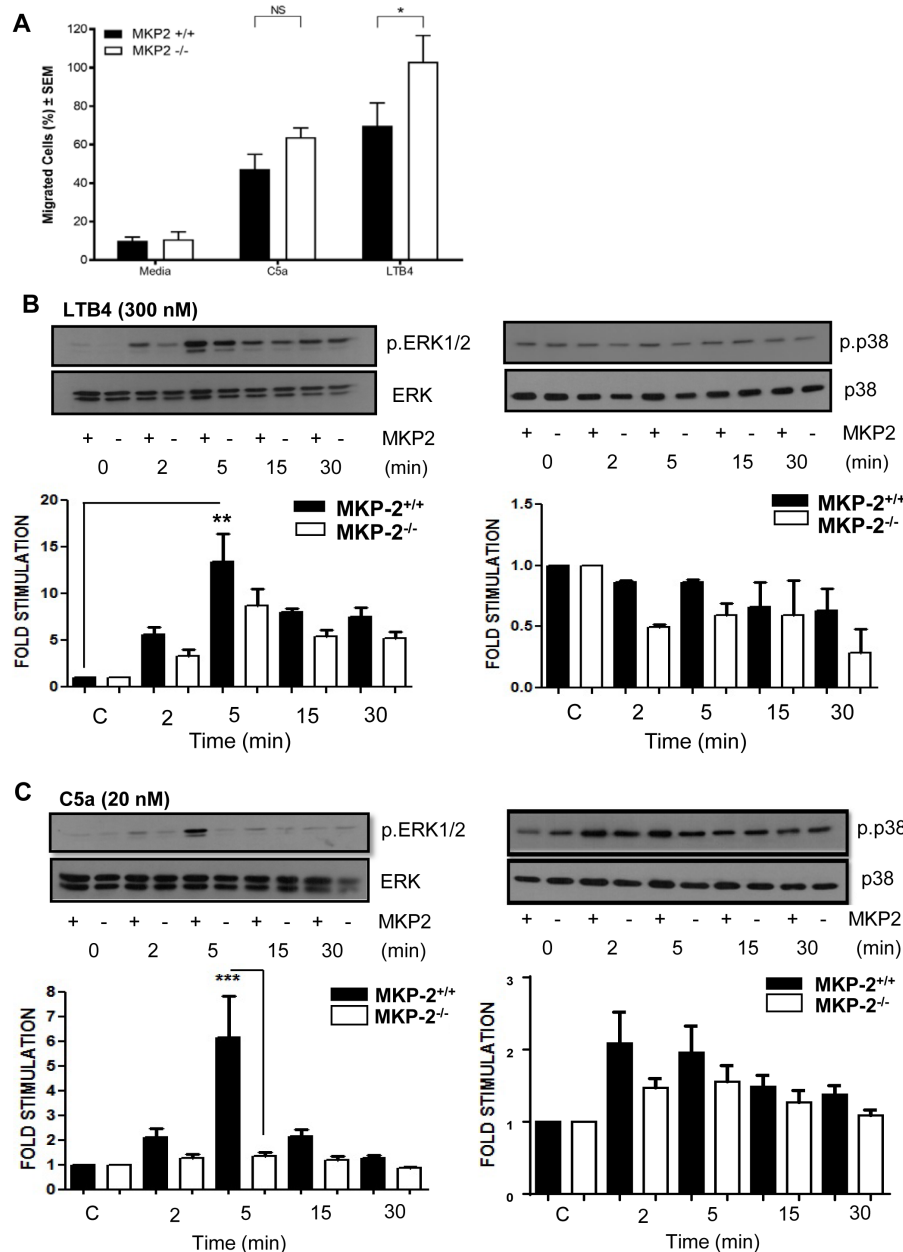 A
NS
*
MKP2 +/+
MKP2 -/-
Migrated Cells (%) ± SEM
120
100
80
60
40
20
0
Media C5a LTB4
B
LTB4 (300 nM)
p.ERK1/2
ERK
+ - + - + - + - + - MKP2
0 2 5 15 30 (min)
p.p38
p38
+ - + - + - + - + - MKP2
0 2 5 15 30 (min)
FOLD STIMULATION
20
15
10
5
0
**
MKP-2+/+
MKP-2-/-
C 2 5 15 30
Time (min)
FOLD STIMULATION
1.5
1.0
0.5
0.0
MKP-2+/+
MKP-2-/-
C 2 5 15 30
Time (min)
C
C5a (20 nM)
p.ERK1/2
ERK
+ - + - + - + - + - MKP2
0 2 5 15 30 (min)
p.p38
p38
+ - + - + - + - + - MKP2
0 2 5 15 30 (min)
FOLD STIMULATION
8
7
6
5
4
3
2
1
0
***
MKP-2+/+
MKP-2-/-
C 2 5 15 30
Time (min)
FOLD STIMULATION
3
2
1
0
MKP-2+/+
MKP-2-/-
C 2 5 15 30
Time (min)